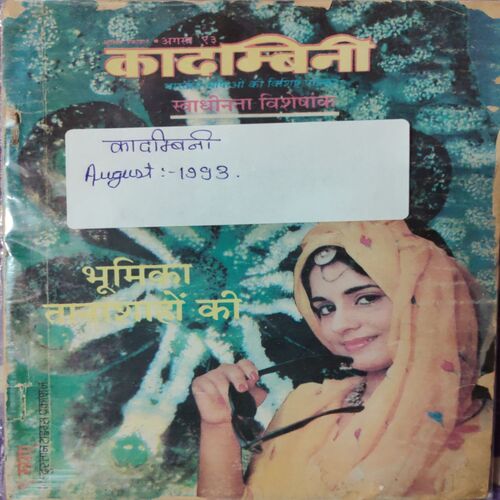 • अगस्त ९३
कादम्बिनी
स्वाधीनता विशेषांक
कादम्बिनी
August:-1993.
भूमिका
तानाशाहों की